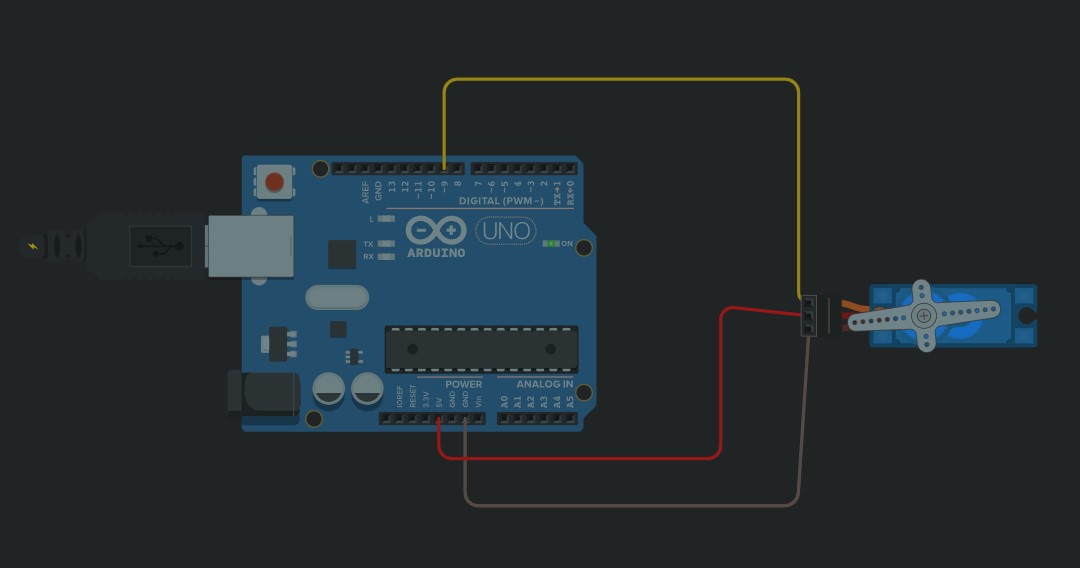 AREF
GND
13
12
~11
~10
~9
8
7
~6
~5
4
~3
2
TX→1
RX←0
DIGITAL (PWM~)
L
TX
RX
UNO
ON
ARDUINO
POWER
ANALOG IN
IOREF
RESET
3.3V
5V
GND
GND
Vin
A0
A1
A2
A3
A4
A5